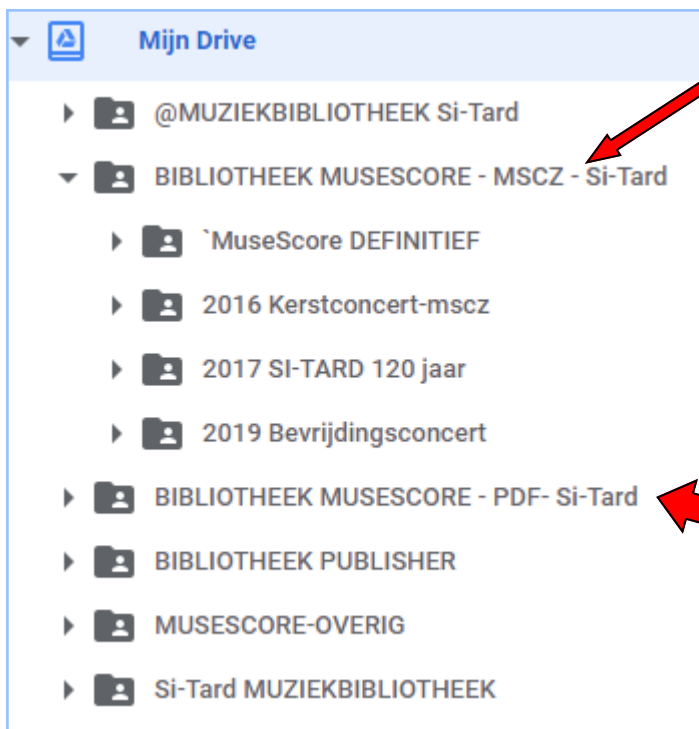 Mijn Drive
@MUZIEKBIBLIOTHEEK Si-Tard
BIBLIOTHEEK MUSESCORE - MSCZ - Si-Tard
`MuseScore DEFINITIEF
2016 Kerstconcert-mscz
2017 SI-TARD 120 jaar
2019 Bevrijdingsconcert
BIBLIOTHEEK MUSESCORE - PDF- Si-Tard
BIBLIOTHEEK PUBLISHER
MUSESCORE-OVERIG
Si-Tard MUZIEKBIBLIOTHEEK